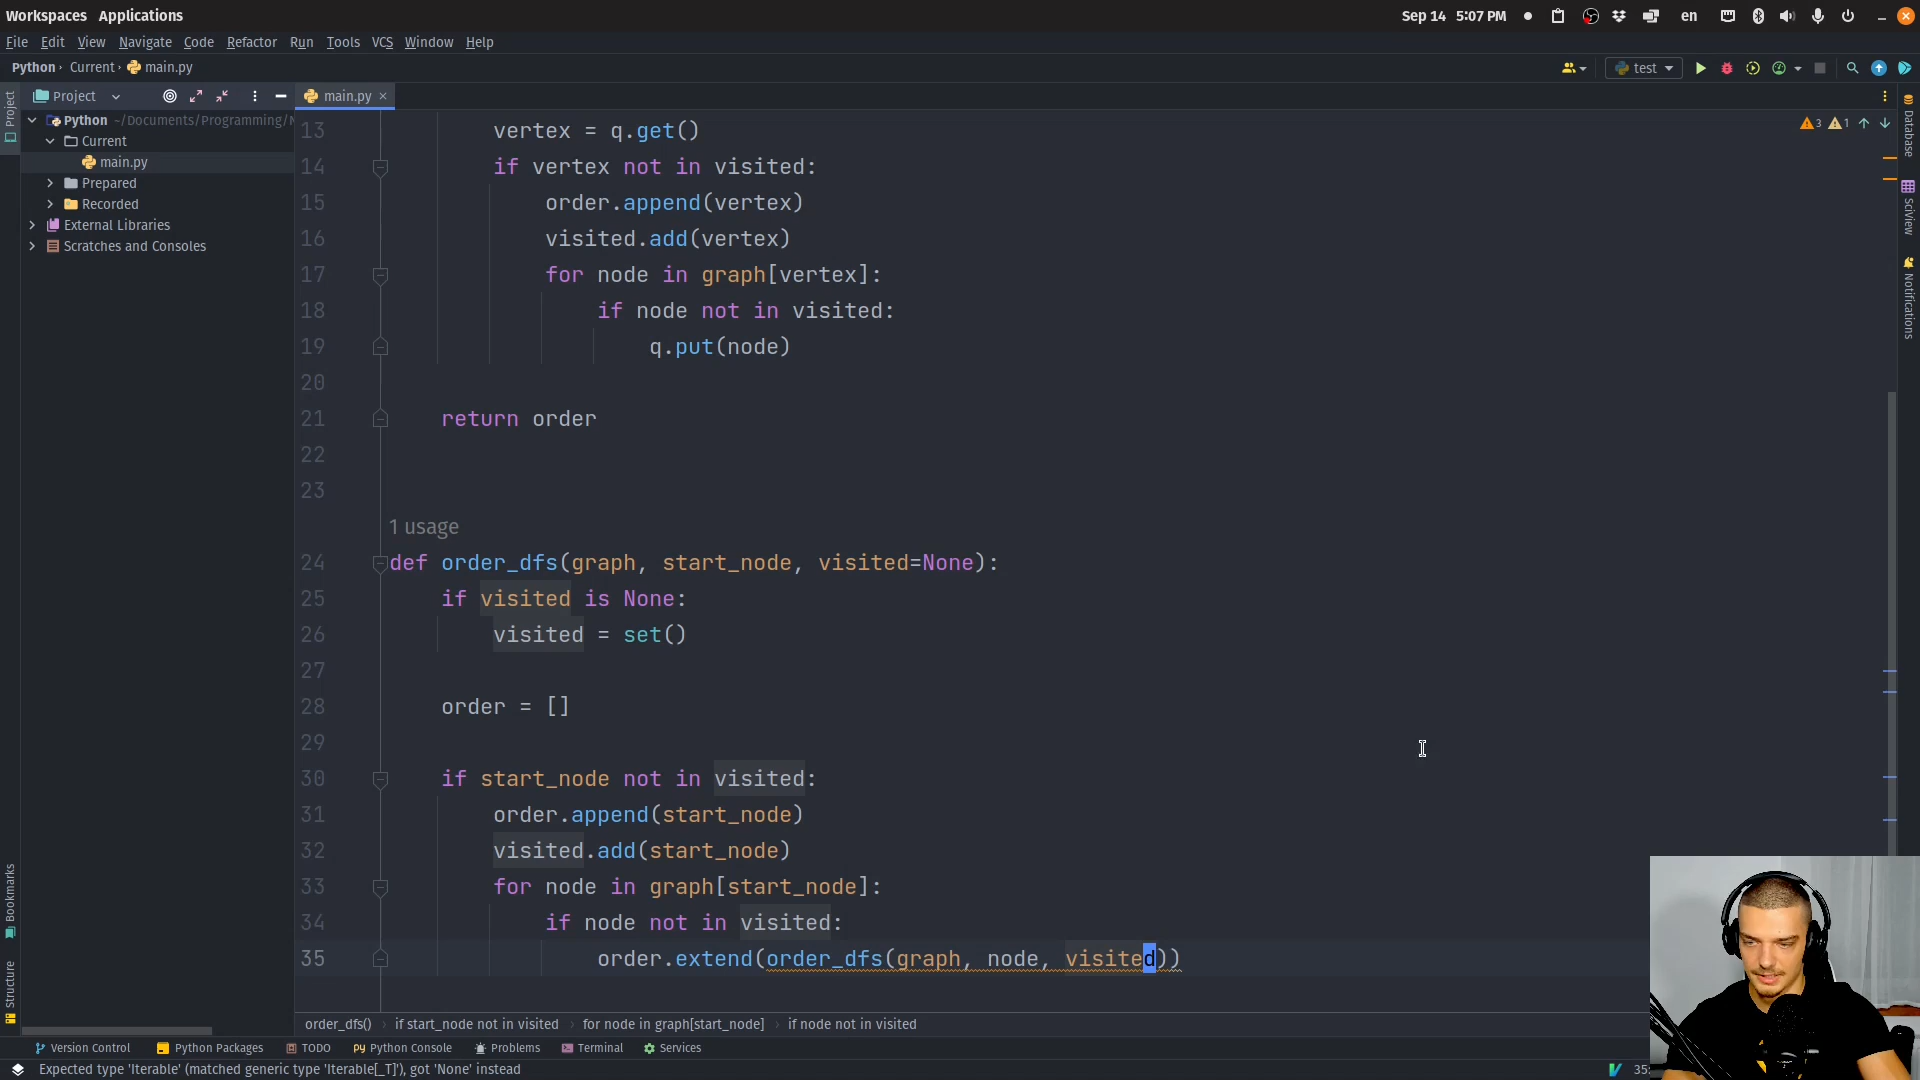 Workspaces Applications
Sep 14 5:07 PM en
File Edit View Navigate Code Refactor Run Tools VCS Window Help
Python Current main.py
test
Project
main.py
Python ~/Documents/Programming/
Current
main.py
Prepared
Recorded
External Libraries
Scratches and Consoles
Project
Bookmarks
Structure
3 1
13 vertex = q.get()
14 if vertex not in visited:
15 order.append(vertex)
16 visited.add(vertex)
17 for node in graph[vertex]:
18 if node not in visited:
19 q.put(node)
20
21 return order
22
23
1 usage
24 def order_dfs(graph, start_node, visited=None):
25 if visited is None:
26 visited = set()
27
28 order = []
29
30 if start_node not in visited:
31 order.append(start_node)
32 visited.add(start_node)
33 for node in graph[start_node]:
34 if node not in visited:
35 order.extend(order_dfs(graph, node, visited))
Database
SciView
Notifications
order_dfs() if start_node not in visited for node in graph[start_node] if node not in visited
Version Control Python Packages TODO Python Console Problems Terminal Services
Expected type 'Iterable' (matched generic type 'Iterable[_T]'), got 'None' instead